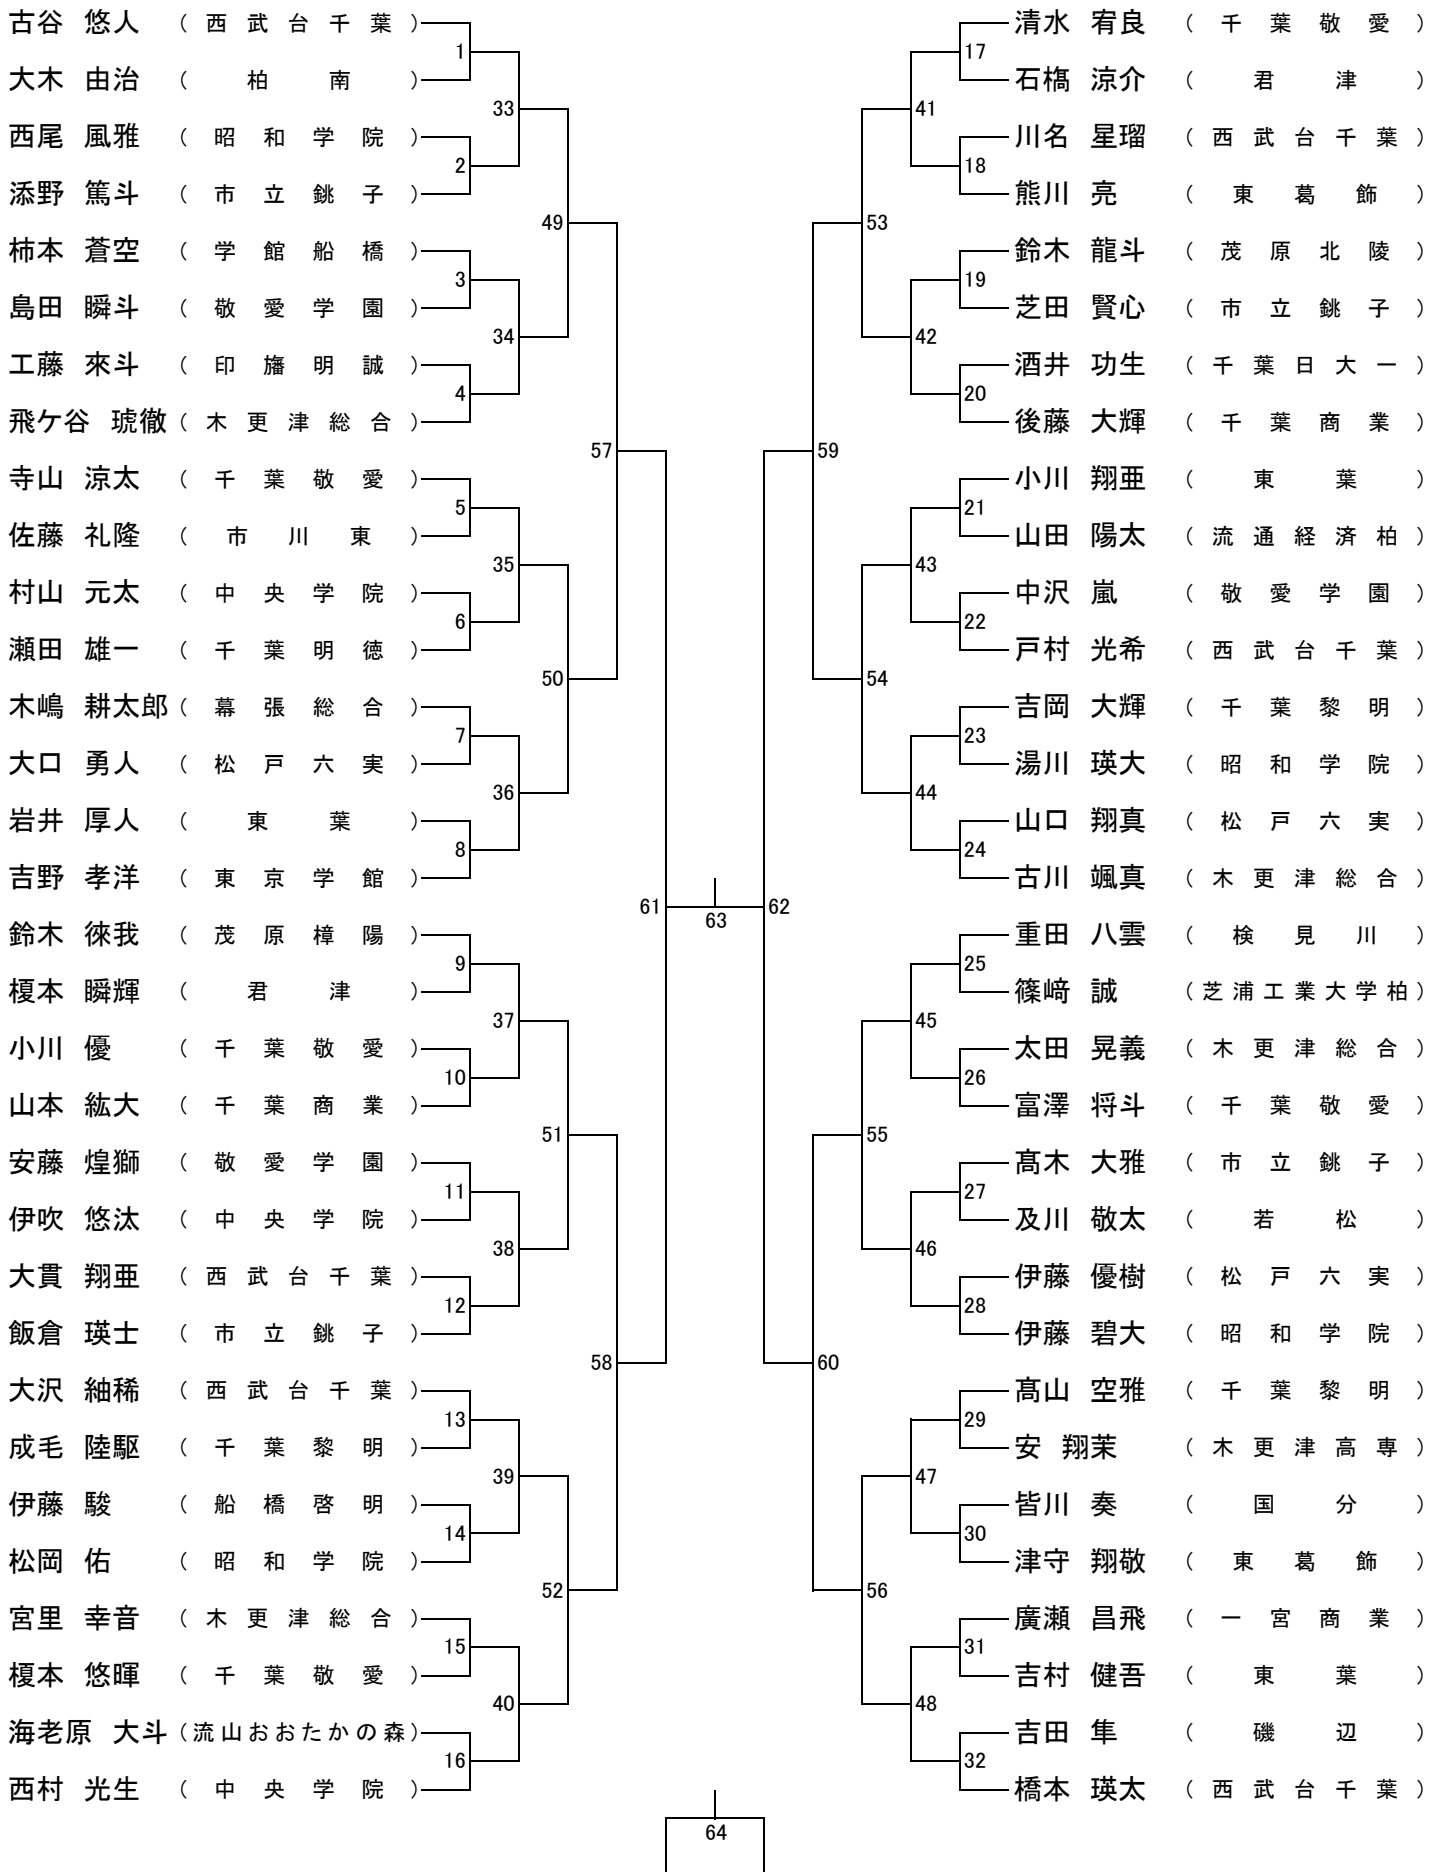 古谷 悠人 （ 西 武 台 千 葉 ）
1
大木 由治 （ 柏 南 ）
33
西尾 風雅 （ 昭 和 学 院 ）
2
添野 篤斗 （ 市 立 銚 子 ）
49
柿本 蒼空 （ 学 館 船 橋 ）
3
島田 瞬斗 （ 敬 愛 学 園 ）
34
工藤 來斗 （ 印 旛 明 誠 ）
4
飛ケ谷 琥徹 （ 木 更 津 総 合 ）
57
寺山 涼太 （ 千 葉 敬 愛 ）
5
佐藤 礼隆 （ 市 川 東 ）
35
村山 元太 （ 中 央 学 院 ）
6
瀬田 雄一 （ 千 葉 明 徳 ）
50
木嶋 耕太郎 （ 幕 張 総 合 ）
7
大口 勇人 （ 松 戸 六 実 ）
36
岩井 厚人 （ 東 葉 ）
8
吉野 孝洋 （ 東 京 学 館 ）
61
鈴木 徠我 （ 茂 原 樟 陽 ）
9
榎本 瞬輝 （ 君 津 ）
37
小川 優 （ 千 葉 敬 愛 ）
10
山本 紘大 （ 千 葉 商 業 ）
51
安藤 煌獅 （ 敬 愛 学 園 ）
11
伊吹 悠汰 （ 中 央 学 院 ）
38
大貫 翔亜 （ 西 武 台 千 葉 ）
12
飯倉 瑛士 （ 市 立 銚 子 ）
58
大沢 紬稀 （ 西 武 台 千 葉 ）
13
成毛 陸駆 （ 千 葉 黎 明 ）
39
伊藤 駿 （ 船 橋 啓 明 ）
14
松岡 佑 （ 昭 和 学 院 ）
52
宮里 幸音 （ 木 更 津 総 合 ）
15
榎本 悠暉 （ 千 葉 敬 愛 ）
40
海老原 大斗 （ 流 山 お お た か の 森 ）
16
西村 光生 （ 中 央 学 院 ）
63
64
清水 宥良 （ 千 葉 敬 愛 ）
17
石橋 涼介 （ 君 津 ）
41
川名 星瑠 （ 西 武 台 千 葉 ）
18
熊川 亮 （ 東 葛 飾 ）
53
鈴木 龍斗 （ 茂 原 北 陵 ）
19
芝田 賢心 （ 市 立 銚 子 ）
42
酒井 功生 （ 千 葉 日 大 一 ）
20
後藤 大輝 （ 千 葉 商 業 ）
59
小川 翔亜 （ 東 葉 ）
21
山田 陽太 （ 流 通 経 済 柏 ）
43
中沢 嵐 （ 敬 愛 学 園 ）
22
戸村 光希 （ 西 武 台 千 葉 ）
54
吉岡 大輝 （ 千 葉 黎 明 ）
23
湯川 瑛大 （ 昭 和 学 院 ）
44
山口 翔真 （ 松 戸 六 実 ）
24
古川 颯真 （ 木 更 津 総 合 ）
62
重田 八雲 （ 検 見 川 ）
25
篠﨑 誠 （ 芝 浦 工 業 大 学 柏 ）
45
太田 晃義 （ 木 更 津 総 合 ）
26
富澤 将斗 （ 千 葉 敬 愛 ）
55
髙木 大雅 （ 市 立 銚 子 ）
27
及川 敬太 （ 若 松 ）
46
伊藤 優樹 （ 松 戸 六 実 ）
28
伊藤 碧大 （ 昭 和 学 院 ）
60
髙山 空雅 （ 千 葉 黎 明 ）
29
安 翔茉 （ 木 更 津 高 専 ）
47
皆川 奏 （ 国 分 ）
30
津守 翔敬 （ 東 葛 飾 ）
56
廣瀬 昌飛 （ 一 宮 商 業 ）
31
吉村 健吾 （ 東 葉 ）
48
吉田 隼 （ 磯 辺 ）
32
橋本 瑛太 （ 西 武 台 千 葉 ）